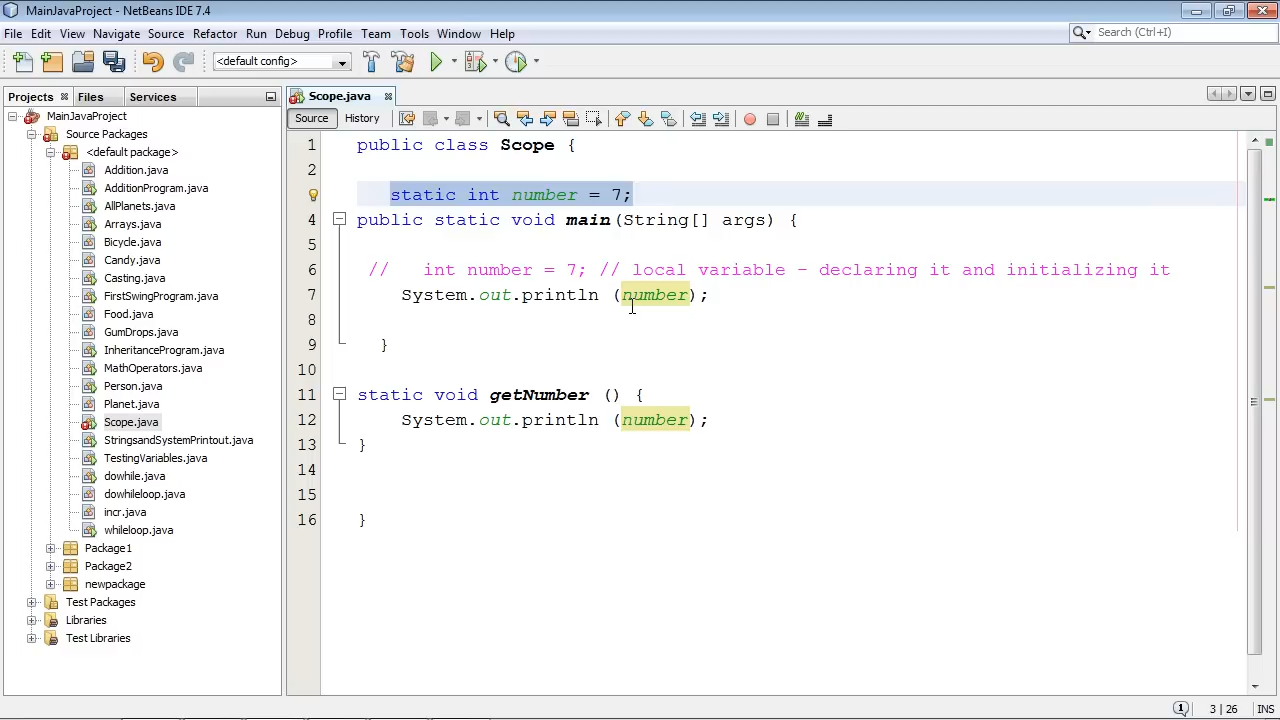 MainJavaProject - NetBeans IDE 7.4
File Edit View Navigate Source Refactor Run Debug Profile Team Tools Window Help
Search (Ctrl+I)
<default config>
Projects Files Services
Scope.java
MainJavaProject
Source Packages
<default package>
Addition.java
AdditionProgram.java
AllPlanets.java
Arrays.java
Bicycle.java
Candy.java
Casting.java
FirstSwingProgram.java
Food.java
GumDrops.java
InheritanceProgram.java
MathOperators.java
Person.java
Planet.java
Scope.java
StringsandSystemPrintout.java
TestingVariables.java
dowhile.java
dowhileloop.java
incr.java
whileloop.java
Package1
Package2
newpackage
Test Packages
Libraries
Test Libraries
Source History
1 public class Scope {
2
static int number = 7;
4 public static void main(String[] args) {
5
6 // int number = 7; // local variable - declaring it and initializing it
7 System.out.println (number);
8
9 }
10
11 static void getNumber () {
12 System.out.println (number);
13 }
14
15
16 }
1 3 | 26 INS